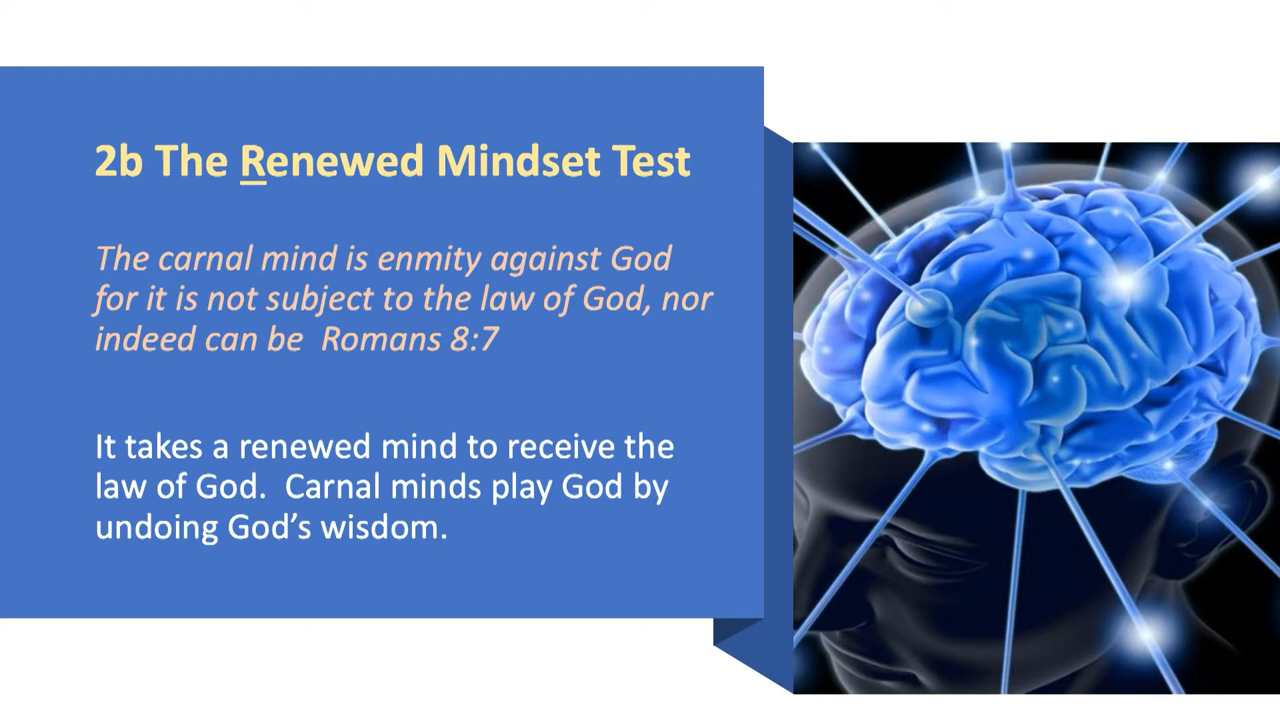 2b The Renewed Mindset Test
The carnal mind is enmity against God
for it is not subject to the law of God, nor
indeed can be  Romans 8:7
It takes a renewed mind to receive the
law of God.  Carnal minds play God by
undoing God’s wisdom.